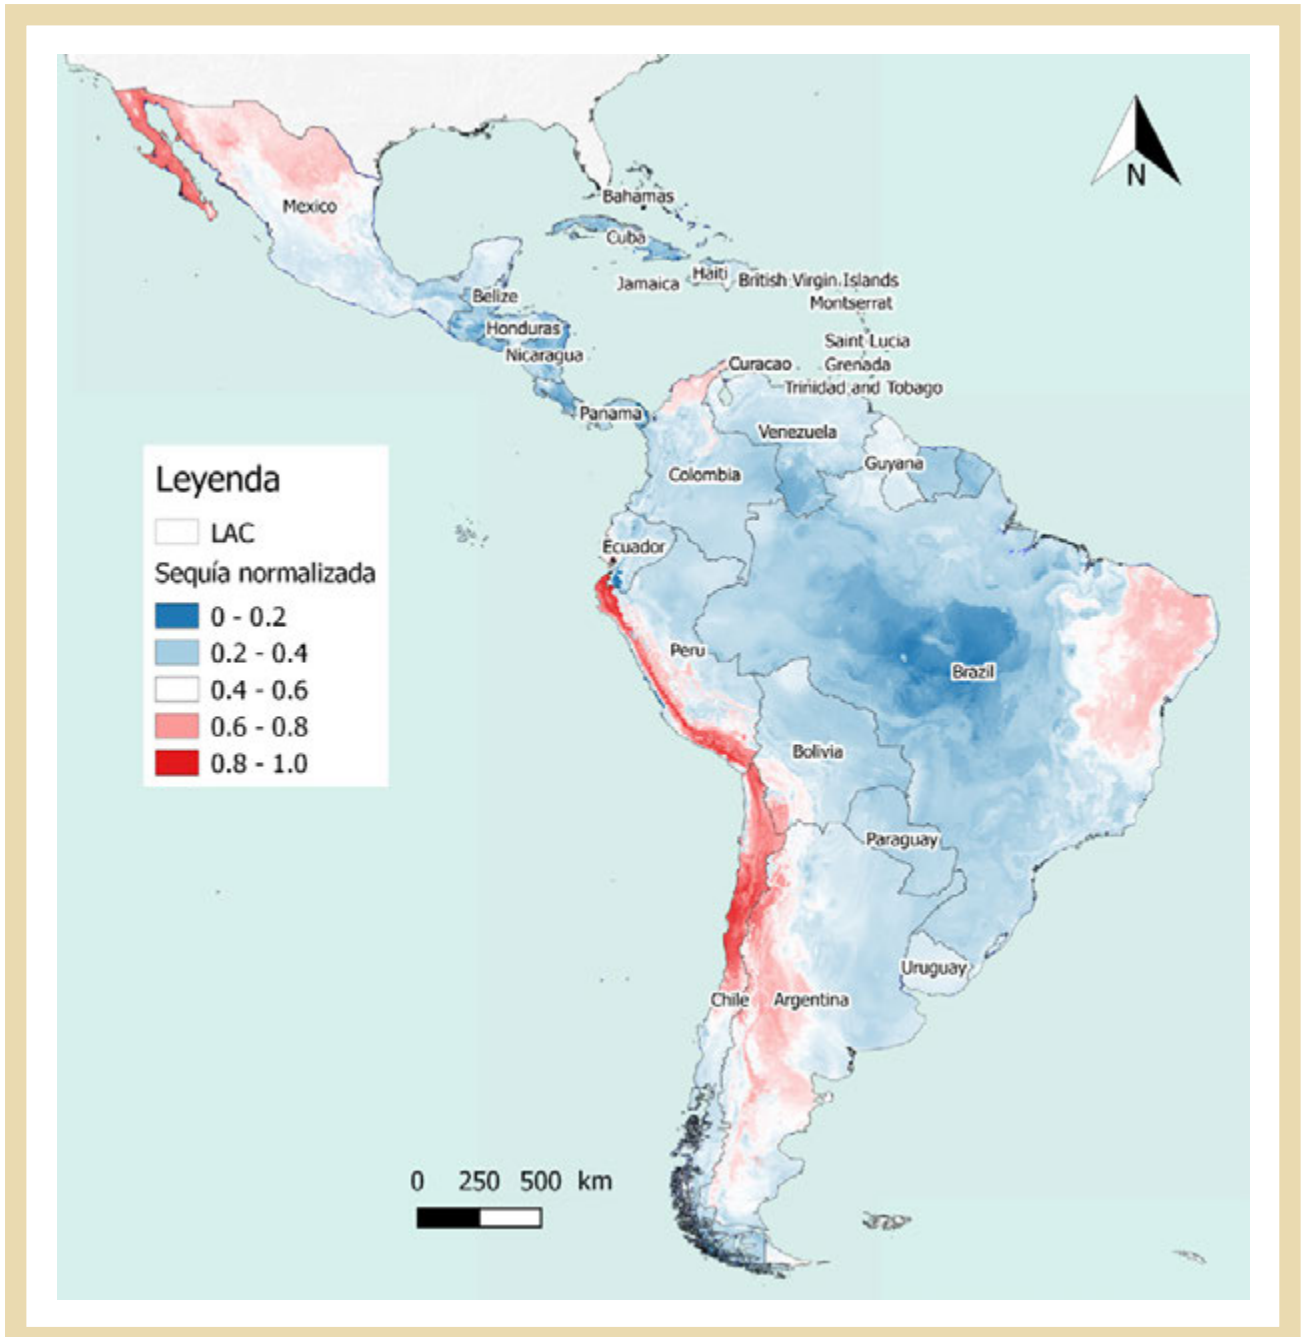 N
Bahamas
Mexico
Cuba
Haiti
British Virgin Islands
Jamaica
Belize
Montserrat
Honduras
Saint Lucia
Nicaragua
Curacao
Grenada
Trinidad and Tobago
Panama
Venezuela
Guyana
Colombia
Ecuador
Peru
Brazil
Bolivia
Paraguay
Uruguay
Chile
Argentina
Leyenda
LAC
Sequía normalizada
0 - 0.2
0.2 - 0.4
0.4 - 0.6
0.6 - 0.8
0.8 - 1.0
0 250 500 km